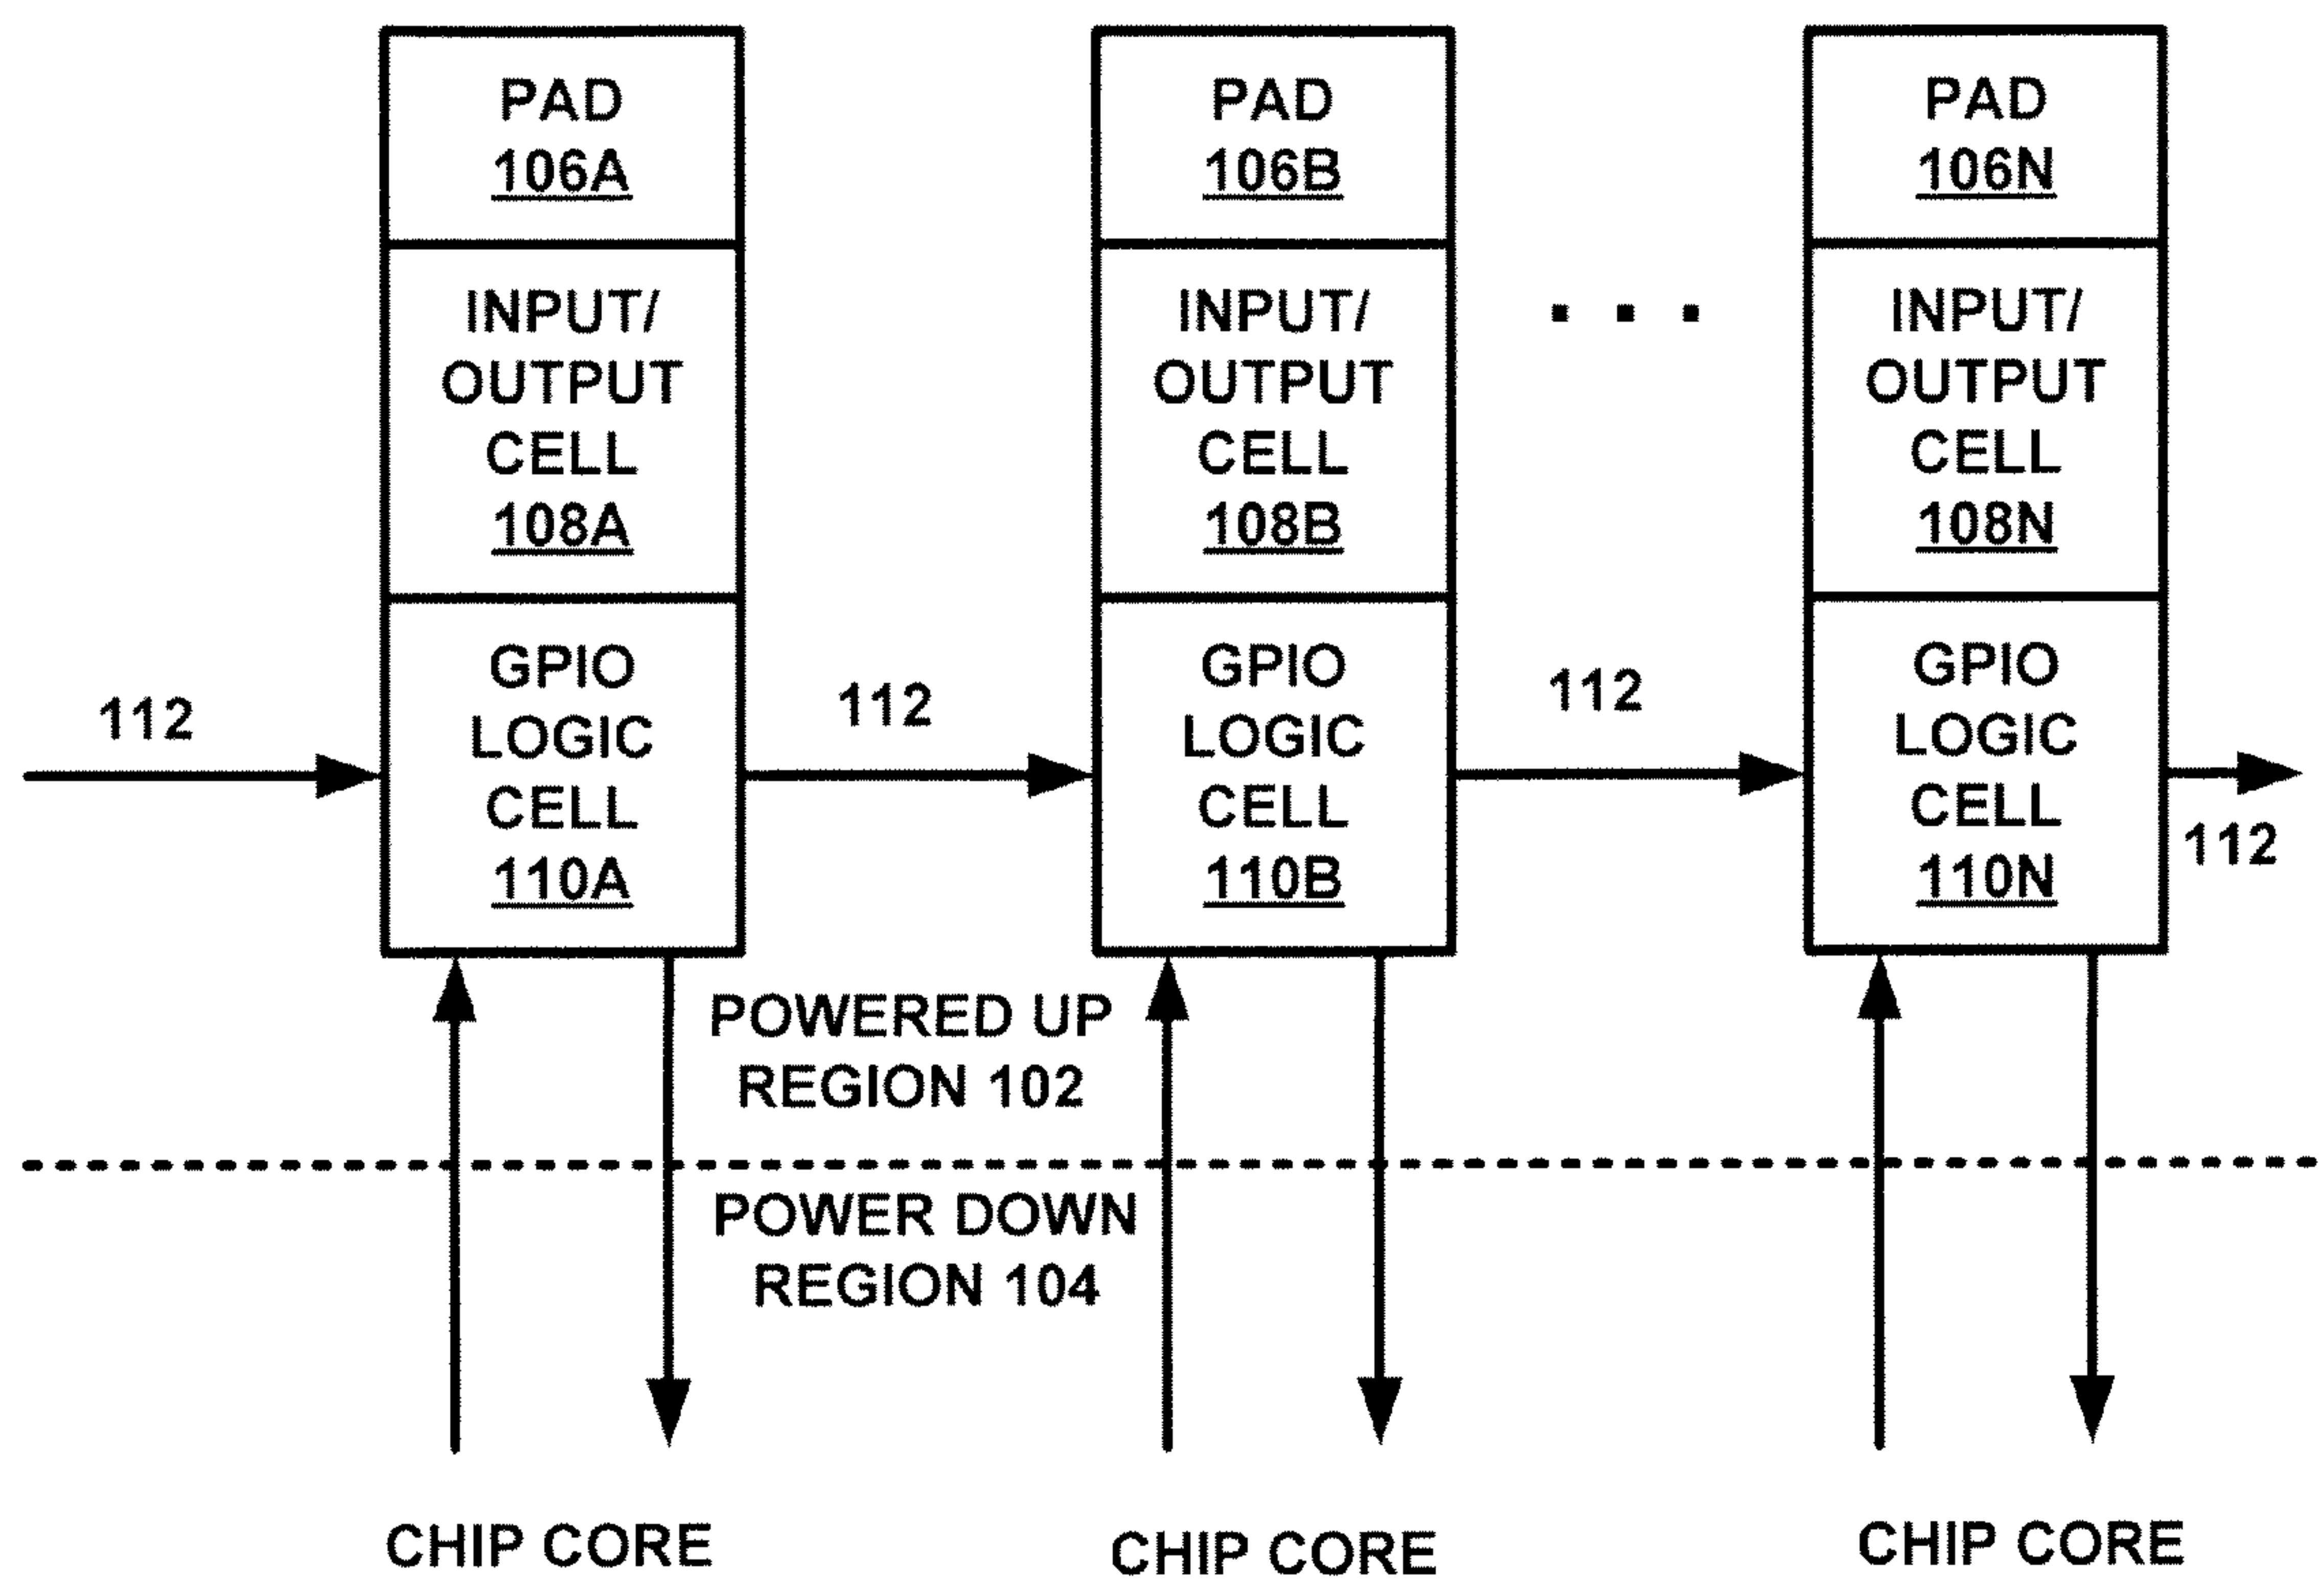 PAD
106A
INPUT/
OUTPUT
CELL
108A
GPIO
LOGIC
CELL
110A
PAD
106B
INPUT/
OUTPUT
CELL
108B
GPIO
LOGIC
CELL
110B
PAD
106N
INPUT/
OUTPUT
CELL
108N
GPIO
LOGIC
CELL
110N
. . .
112
112
112
112
POWERED UP
REGION 102
POWER DOWN
REGION 104
CHIP CORE
CHIP CORE
CHIP CORE